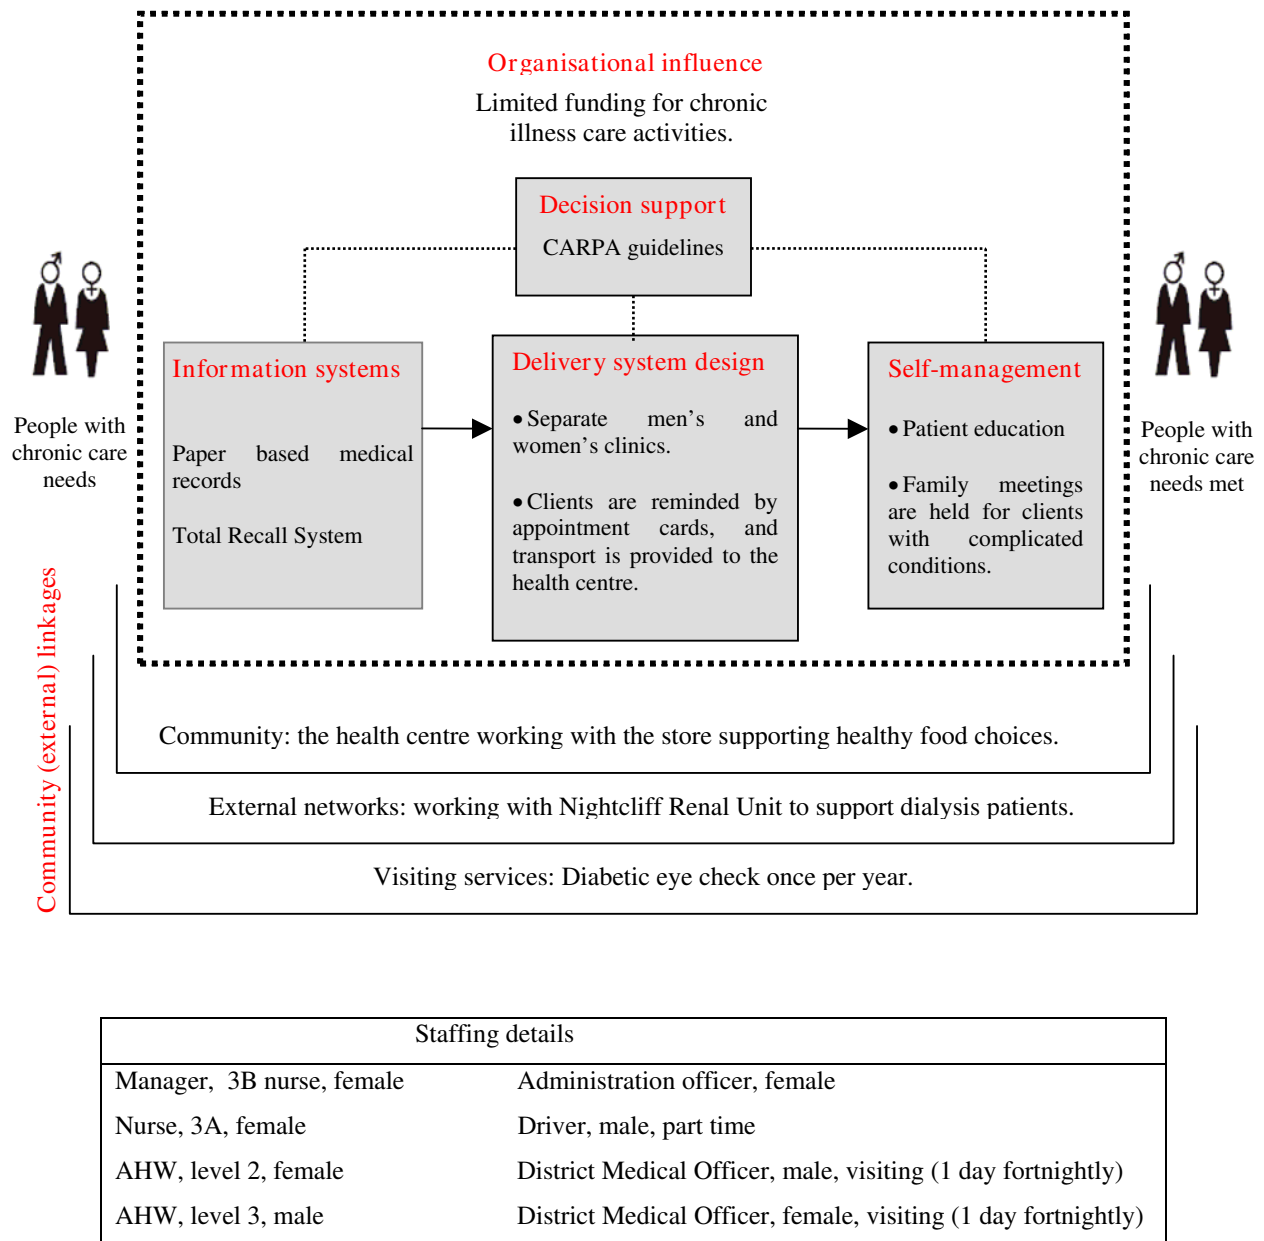 Organisational influence
Limited funding for chronic
illness care activities.
Decision support
CARPA guidelines
People with
chronic care
needs
Information systems
Paper based medical
records
Total Recall System
Delivery system design
• Separate men's and
women's clinics.
• Clients are reminded by
appointment cards, and
transport is provided to the
health centre.
Self-management
• Patient education
• Family meetings
are held for clients
with complicated
conditions.
People with
chronic care
needs met
Community (external) linkages
Community: the health centre working with the store supporting healthy food choices.
External networks: working with Nightcliff Renal Unit to support dialysis patients.
Visiting services: Diabetic eye check once per year.
Staffing details
Manager, 3B nurse, female
Administration officer, female
Nurse, 3A, female
Driver, male, part time
AHW, level 2, female
District Medical Officer, male, visiting (1 day fortnightly)
AHW, level 3, male
District Medical Officer, female, visiting (1 day fortnightly)